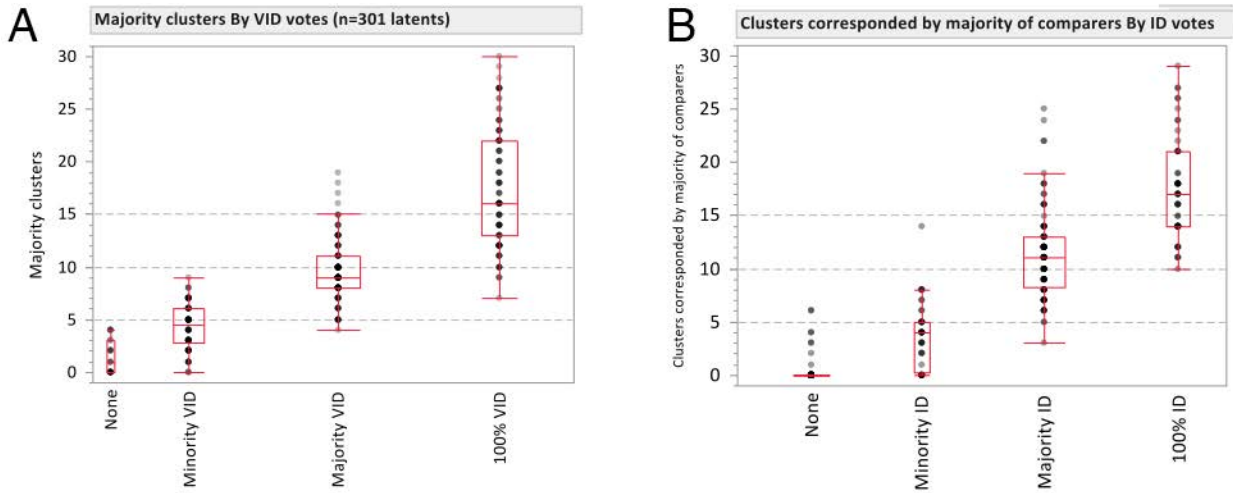 A
Majority clusters By VID votes (n=301 latents)
Majority clusters
30
25
20
15
10
5
0
None
Minority VID
Majority VID
100% VID
B
Clusters corresponded by majority of comparers By ID votes
Clusters corresponded by majority of comparers
30
25
20
15
10
5
0
None
Minority ID
Majority ID
100% ID